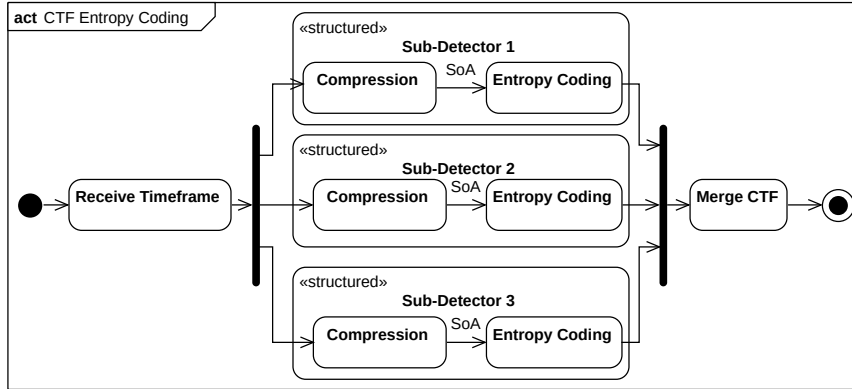 act CTF Entropy Coding
«structured»
Sub-Detector 1
Compression
SoA
Entropy Coding
«structured»
Sub-Detector 2
Receive Timeframe
Compression
SoA
Entropy Coding
Merge CTF
«structured»
Sub-Detector 3
Compression
SoA
Entropy Coding